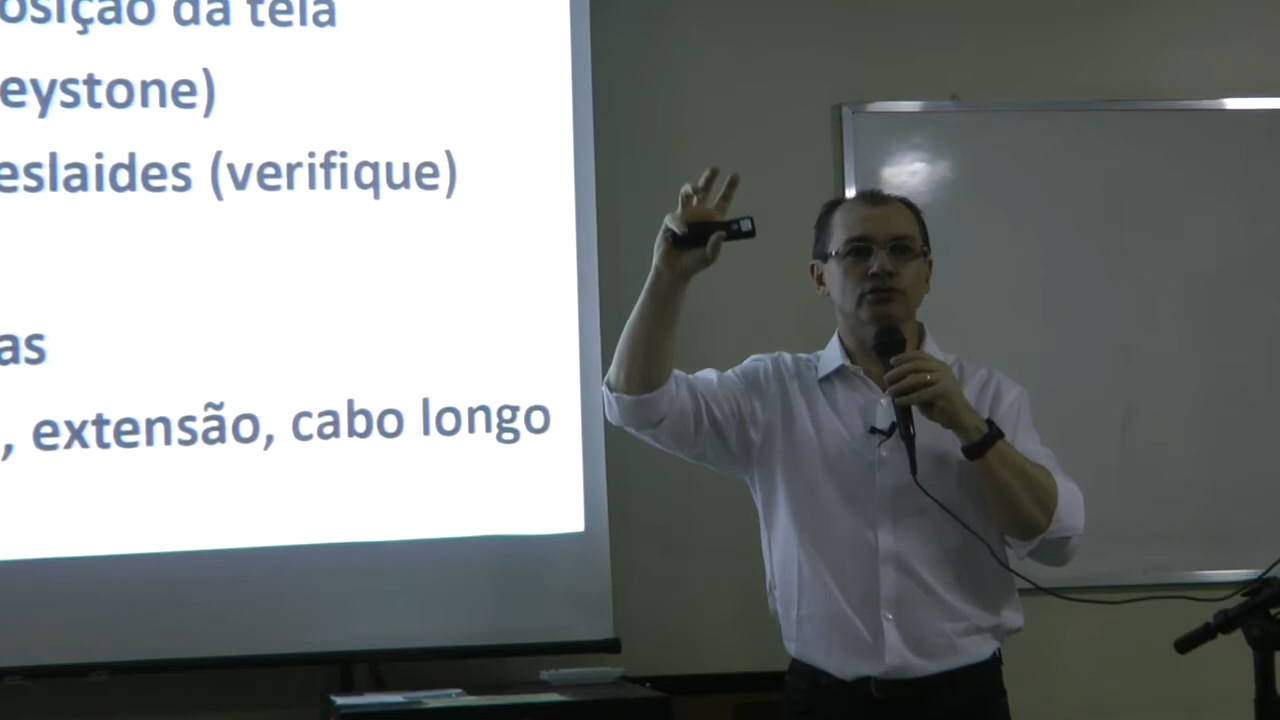 osição da tela
eystone)
eslaides (verifique)
as
, extensão, cabo longo